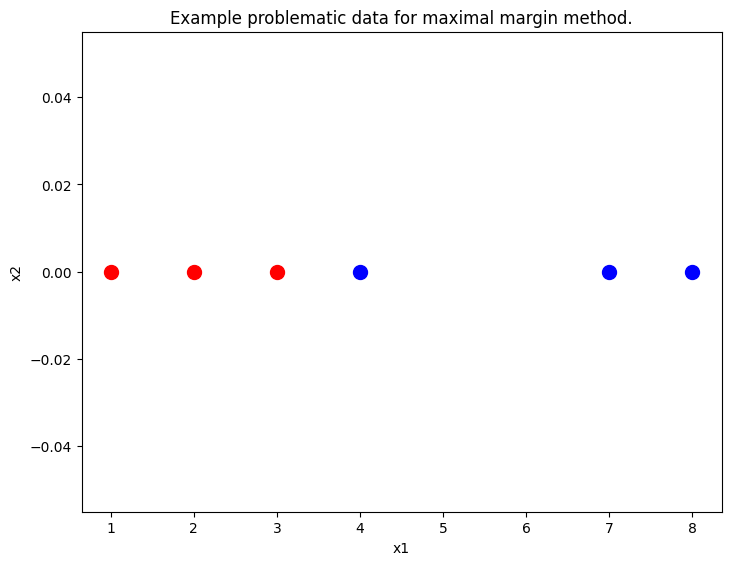 Example problematic data for maximal margin method.
0.04
0.02
0.00
−0.02
−0.04
x2
1 2 3 4 5 6 7 8
x1